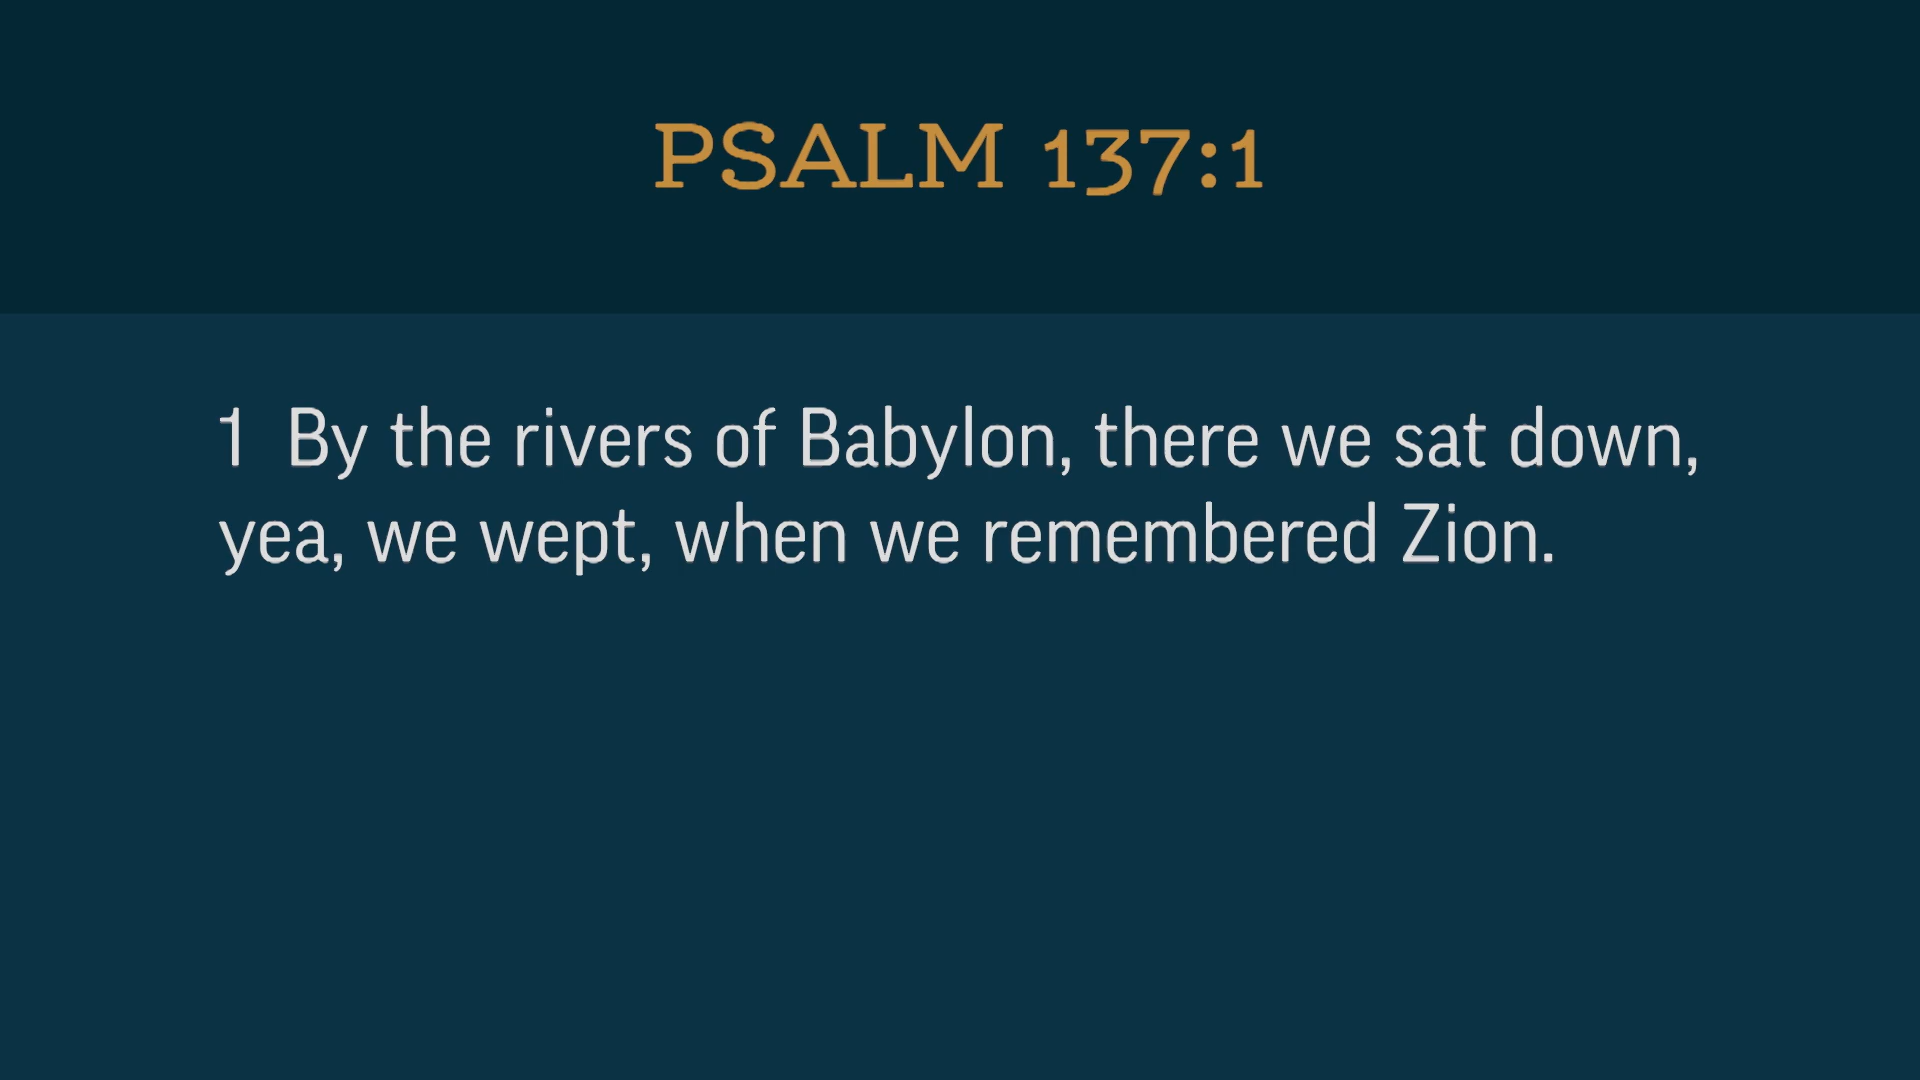 PSALM 137:1
1 By the rivers of Babylon, there we sat down,
yea, we wept, when we remembered Zion.